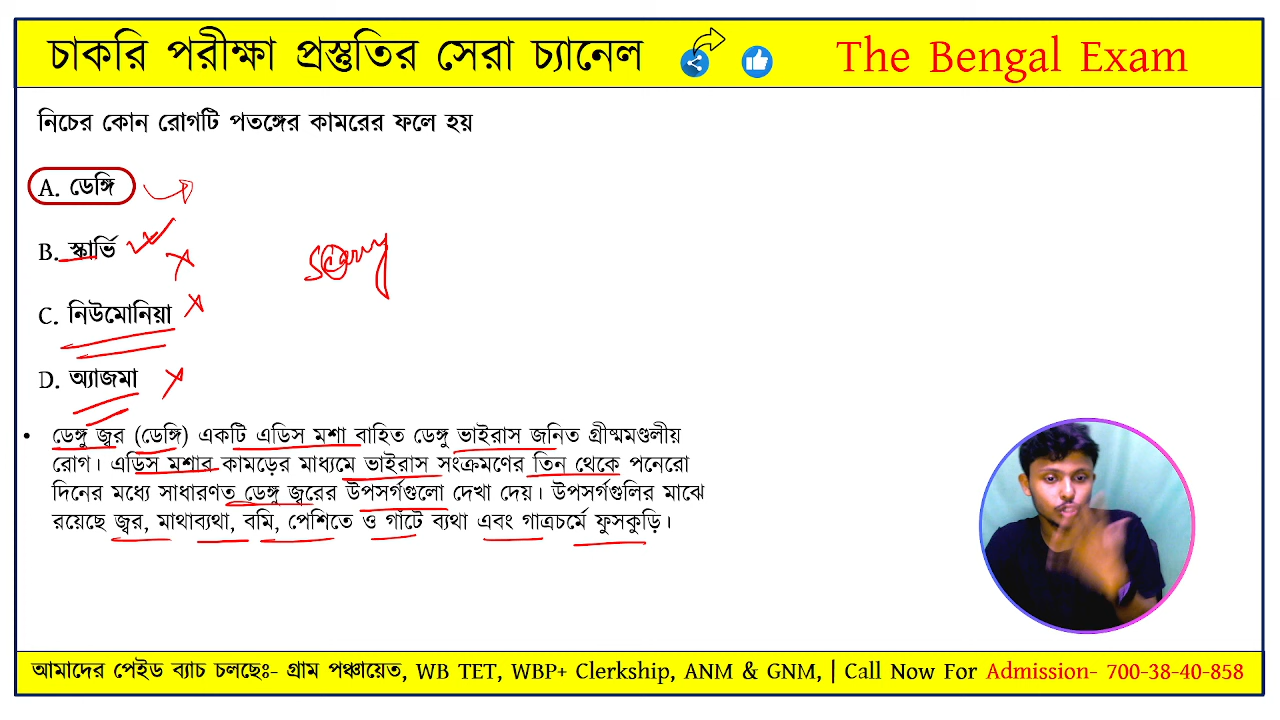 চাকরি পরীক্ষা প্রস্তুতির সেরা চ্যানেল The Bengal Exam
নিচের কোন রোগটি পতঙ্গের কামরের ফলে হয়
A. ডেঙ্গি
B. স্কার্ভি
C. নিউমোনিয়া
D. অ্যাজমা
• ডেঙ্গু জ্বর (ডেঙ্গি) একটি এডিস মশা বাহিত ডেঙ্গু ভাইরাস জনিত গ্রীষ্মমণ্ডলীয়
রোগ। এডিস মশার কামড়ের মাধ্যমে ভাইরাস সংক্রমণের তিন থেকে পনেরো
দিনের মধ্যে সাধারণত ডেঙ্গু জ্বরের উপসর্গগুলো দেখা দেয়। উপসর্গগুলির মাঝে
রয়েছে জ্বর, মাথাব্যথা, বমি, পেশিতে ও গাঁটে ব্যথা এবং গাত্রচর্মে ফুসকুড়ি।
আমাদের পেইড ব্যাচ চলছেঃ- গ্রাম পঞ্চায়েত, WB TET, WBP+ Clerkship, ANM & GNM, | Call Now For Admission- 700-38-40-858